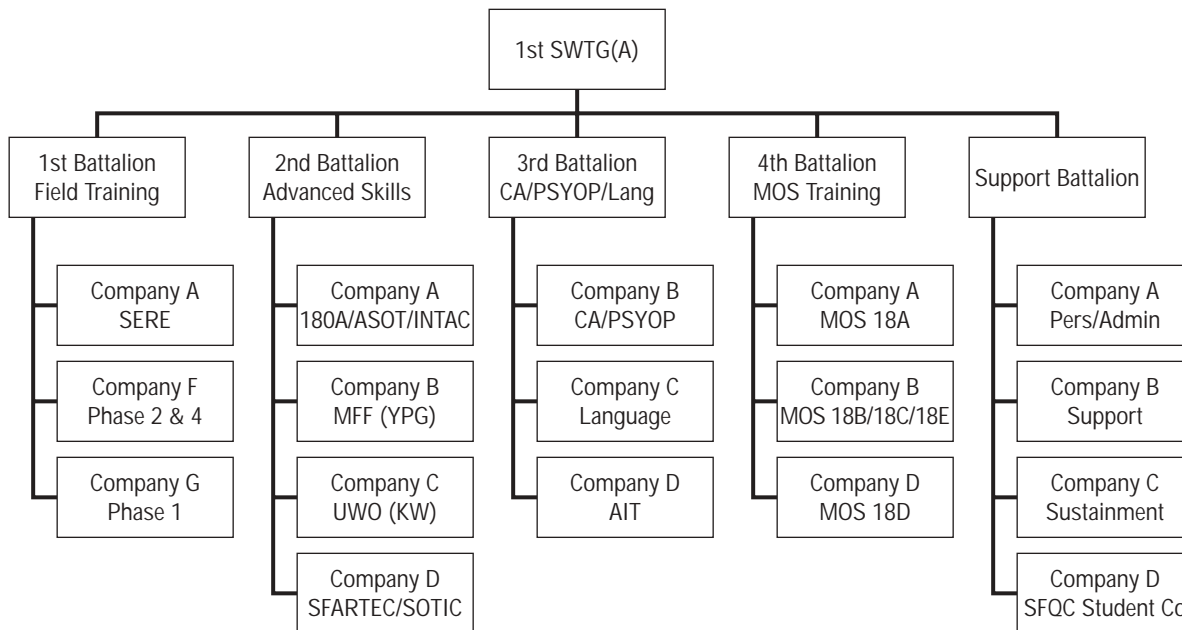 1st SWTG(A)
1st Battalion
Field Training
2nd Battalion
Advanced Skills
3rd Battalion
CA/PSYOP/Lang
4th Battalion
MOS Training
Support Battalion
Company A
SERE
Company F
Phase 2 & 4
Company G
Phase 1
Company A
180A/ASOT/INTAC
Company B
MFF (YPG)
Company C
UWO (KW)
Company D
SFARTEC/SOTIC
Company B
CA/PSYOP
Company C
Language
Company D
AIT
Company A
MOS 18A
Company B
MOS 18B/18C/18E
Company D
MOS 18D
Company A
Pers/Admin
Company B
Support
Company C
Sustainment
Company D
SFQC Student Co